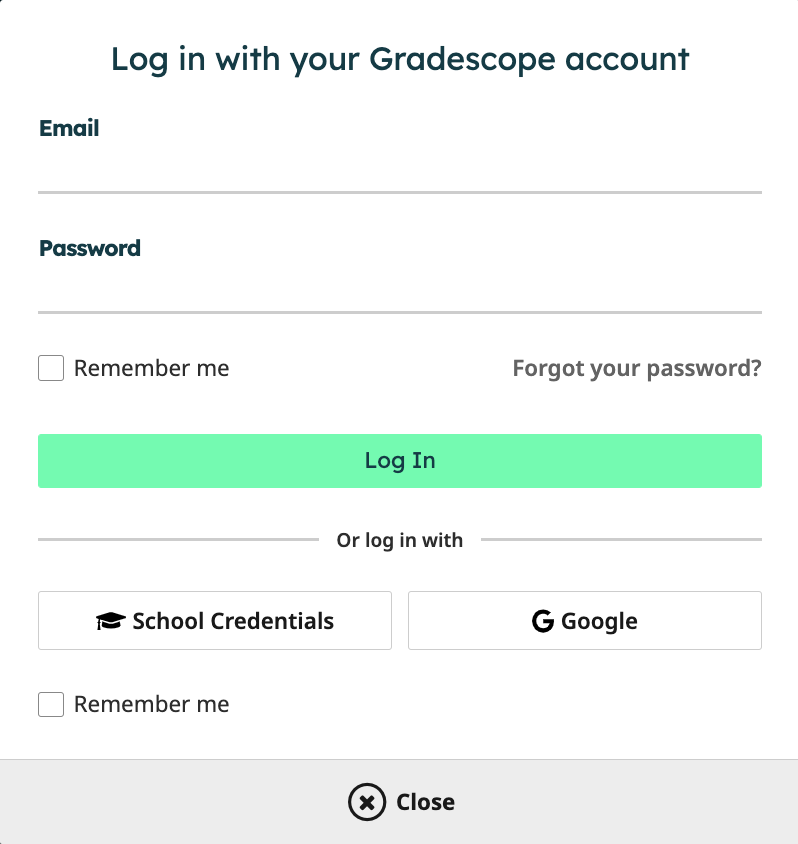 Log in with your Gradescope account
Email
Password
Remember me Forgot your password?
Log In
Or log in with
School Credentials Google
Remember me
Close